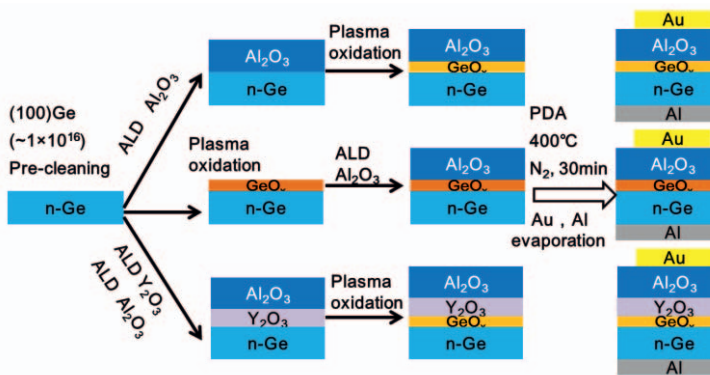 (100)Ge
(~1×10¹⁶)
Pre-cleaning
n-Ge
ALD Al₂O₃
Al₂O₃
n-Ge
Plasma
oxidation
Al₂O₃
GeOₓ
n-Ge
Plasma
oxidation
GeOₓ
n-Ge
ALD
Al₂O₃
Al₂O₃
GeOₓ
n-Ge
ALD Y₂O₃
ALD Al₂O₃
Al₂O₃
Y₂O₃
n-Ge
Plasma
oxidation
Al₂O₃
Y₂O₃
GeOₓ
n-Ge
PDA
400℃
N₂, 30min
Au , Al
evaporation
Au
Al₂O₃
GeOₓ
n-Ge
Al
Au
Al₂O₃
GeOₓ
n-Ge
Al
Au
Al₂O₃
Y₂O₃
GeOₓ
n-Ge
Al